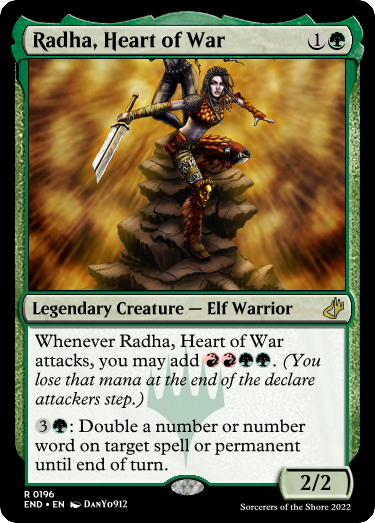 Radha, Heart of War 1
Legendary Creature — Elf Warrior
Whenever Radha, Heart of War
attacks, you may add . (You
lose that mana at the end of the declare
attackers step.)
3 : Double a number or number
word on target spell or permanent
until end of turn.
2/2
R 0196
END • EN DanYo912
Sorcerers of the Shore 2022